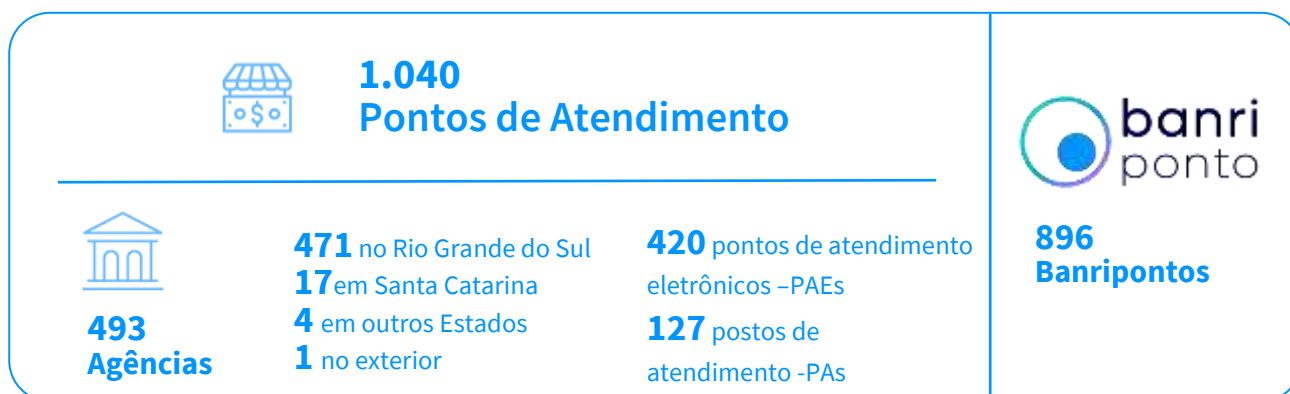 1.040
Pontos de Atendimento
493
Agências
471 no Rio Grande do Sul
17em Santa Catarina
4 em outros Estados
1 no exterior
420 pontos de atendimento
eletrônicos –PAEs
127 postos de
atendimento -PAs
banri
ponto
896
Banripontos